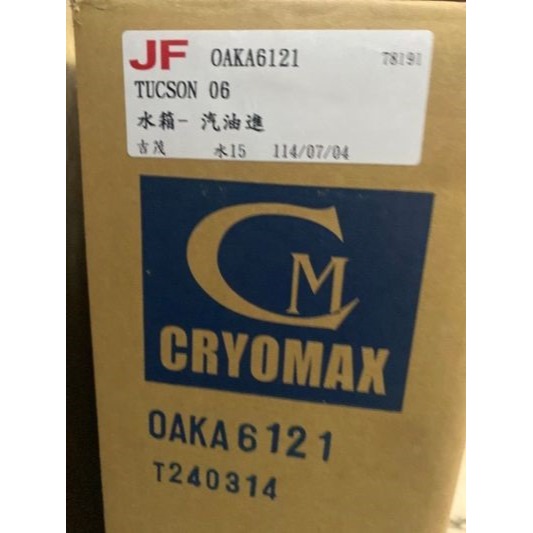 JF OAKA6121 78191
TUCSON 06
水箱- 汽油進
古茂 水15 114/07/04
CM
CRYOMAX
OAKA6121
T240314